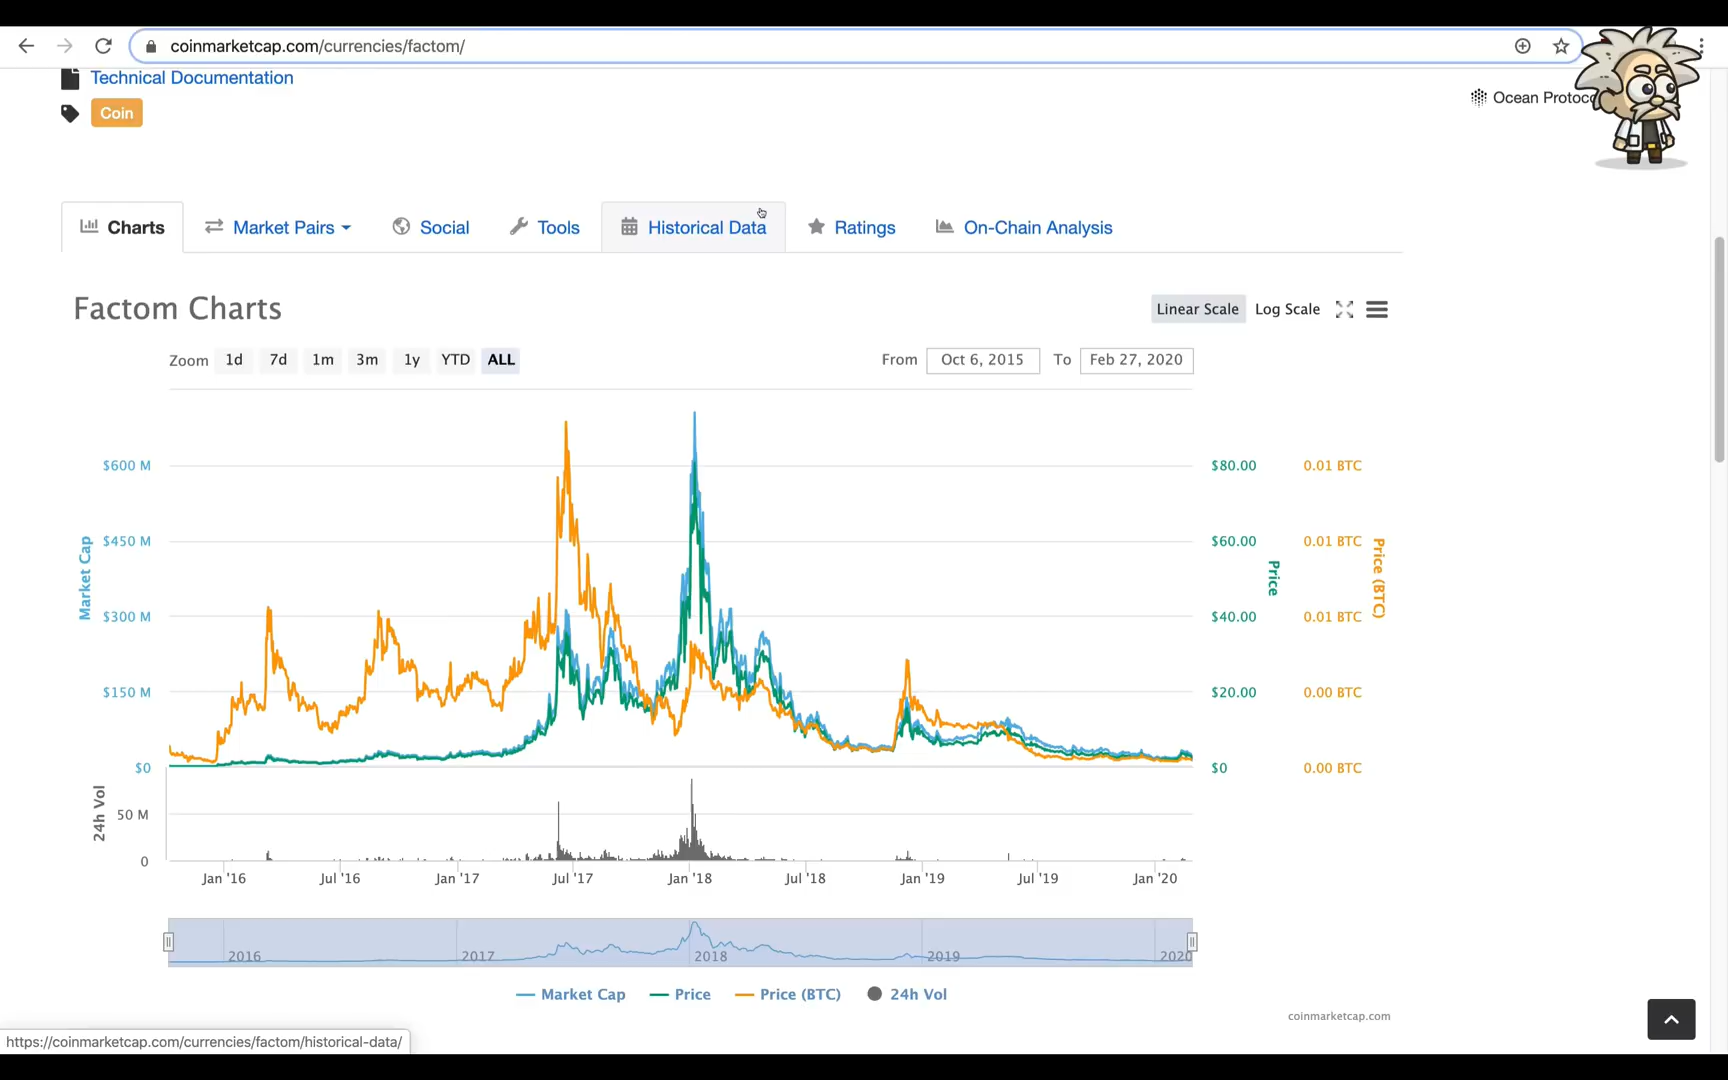 coinmarketcap.com/currencies/factom/
Technical Documentation
Coin
Ocean Protoco
Charts
Market Pairs
Social
Tools
Historical Data
Ratings
On-Chain Analysis
Factom Charts
Linear Scale
Log Scale
Zoom 1d 7d 1m 3m 1y YTD ALL
From Oct 6, 2015 To Feb 27, 2020
$600 M
$450 M
$300 M
$150 M
$0
Market Cap
$80.00
$60.00
$40.00
$20.00
$0
Price
0.01 BTC
0.01 BTC
0.01 BTC
0.00 BTC
0.00 BTC
Price (BTC)
24h Vol
50 M
0
Jan '16 Jul '16 Jan '17 Jul '17 Jan '18 Jul '18 Jan '19 Jul '19 Jan '20
2016 2017 2018 2019 2020
Market Cap Price Price (BTC) 24h Vol
coinmarketcap.com
https://coinmarketcap.com/currencies/factom/historical-data/